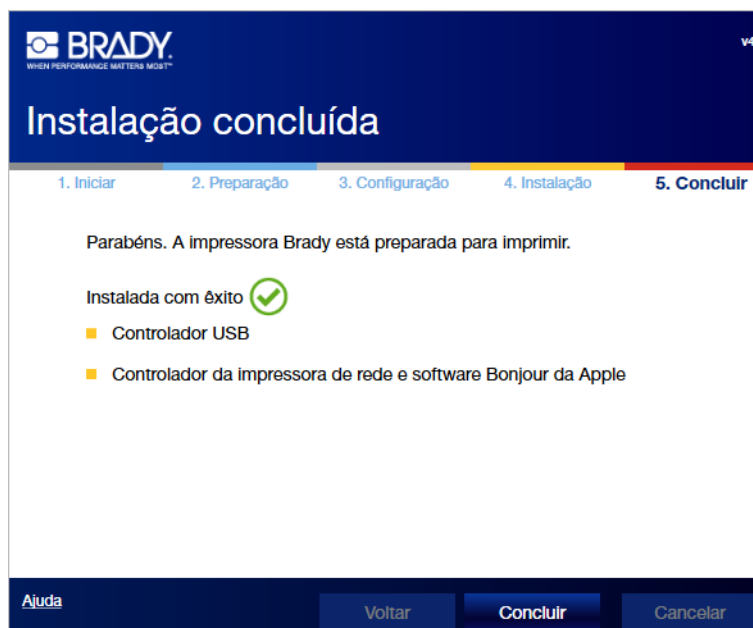 BRADY.
WHEN PERFORMANCE MATTERS MOST™
v4
Instalação concluída
1. Iniciar 2. Preparação 3. Configuração 4. Instalação 5. Concluir
Parabéns. A impressora Brady está preparada para imprimir.
Instalada com êxito
Controlador USB
Controlador da impressora de rede e software Bonjour da Apple
Ajuda Voltar Concluir Cancelar